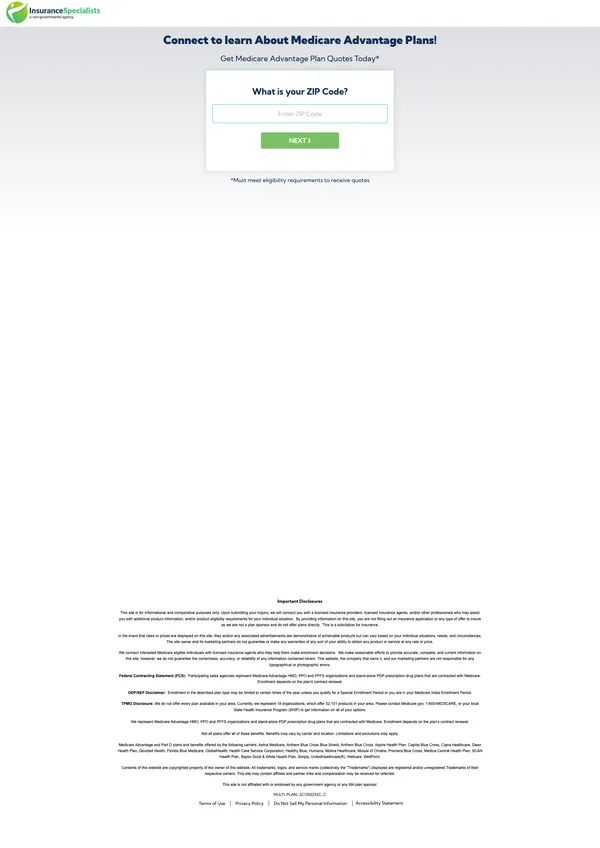 InsuranceSpecialists
a non-governmental agency
Connect to learn About Medicare Advantage Plans!
Get Medicare Advantage Plan Quotes Today*
What is your ZIP Code?
Enter ZIP Code
NEXT
*Must meet eligibility requirements to receive quotes
Important Disclosures
This site is for informational and comparative purposes only. Upon submitting your inquiry, we will connect you with a licensed insurance providers, licensed insurance agents, and/or other professionals who may assist
you with additional product information, and/or product eligibility requirements for your individual situation. By providing information on this site, you are not filling out an insurance application or any type of offer to insure
as we are not a plan sponsor and do not offer plans directly. This is a solicitation for insurance.
In the event that rates or prices are displayed on this site, they and/or any associated advertisements are demonstrative of achievable products but can vary based on your individual situations, needs, and circumstances.
The site owner and its marketing partners do not guarantee or make any warranties of any sort of your ability to obtain any product or service at any rate or price.
We connect interested Medicare eligible individuals with licensed insurance agents who may help them make enrollment decisions. We make reasonable efforts to provide accurate, complete, and current information on
this site; however, we do not guarantee the correctness, accuracy, or reliability of any information contained herein. This website, the company that owns it, and our marketing partners are not responsible for any
typographical or photographic errors.
Federal Contracting Statement (FCS): Participating sales agencies represent Medicare Advantage HMO, PPO and PFFS organizations and stand-alone PDP prescription drug plans that are contracted with Medicare.
Enrollment depends on the plan's contract renewal.
OEP/SEP Disclaimer: Enrollment in the described plan type may be limited to certain times of the year unless you qualify for a Special Enrollment Period or you are in your Medicare Initial Enrollment Period.
TPMO Disclosure: We do not offer every plan available in your area. Currently, we represent 18 organizations, which offer 52,101 products in your area. Please contact Medicare.gov, 1-800-MEDICARE, or your local
State Health Insurance Program (SHIP) to get information on all of your options.
We represent Medicare Advantage HMO, PPO and PFFS organizations and stand-alone PDP prescription drug plans that are contracted with Medicare. Enrollment depends on the plan's contract renewal.
Not all plans offer all of these benefits. Benefits may vary by carrier and location. Limitations and exclusions may apply.
Medicare Advantage and Part D plans and benefits offered by the following carriers: Aetna Medicare, Anthem Blue Cross Blue Shield, Anthem Blue Cross, Aspire Health Plan, Capital Blue Cross, Cigna Healthcare, Dean
Health Plan, Devoted Health, Florida Blue Medicare, GlobalHealth, Health Care Service Corporation, Healthy Blue, Humana, Molina Healthcare, Mutual of Omaha, Premera Blue Cross, Medica Central Health Plan, SCAN
Health Plan, Baylor Scott & White Health Plan, Simply, UnitedHealthcare(R), Wellcare, WellPoint
Contents of this website are copyrighted property of the owner of this website. All trademarks, logos, and service marks (collectively the "Trademarks") displayed are registered and/or unregistered Trademarks of their
respective owners. This site may contain affiliate and partner links and compensation may be received for referrals.
This site is not affiliated with or endorsed by any government agency or any MA plan sponsor.
Terms of Use | Privacy Policy | Do Not Sell My Personal Information | Accessibility Statement